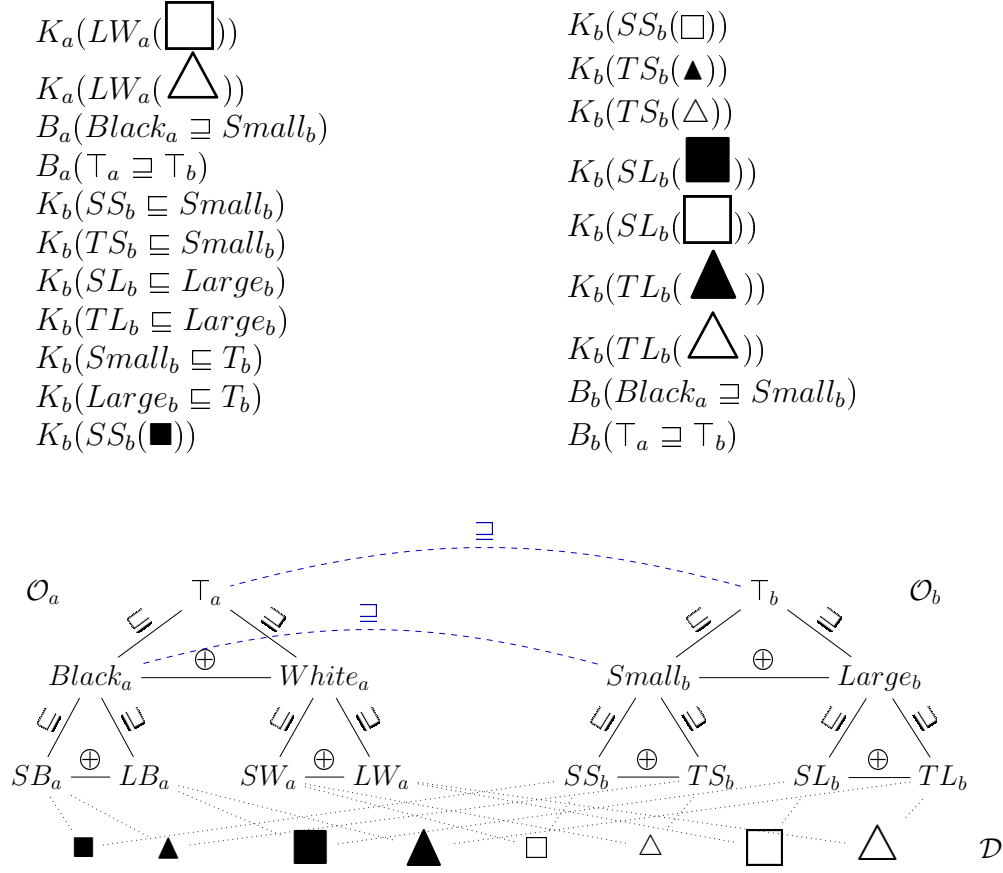 K_a(LW_a(□))
K_a(LW_a(△))
B_a(Black_a ⊒ Small_b)
B_a(⊤_a ⊒ ⊤_b)
K_b(SS_b ⊑ Small_b)
K_b(TS_b ⊑ Small_b)
K_b(SL_b ⊑ Large_b)
K_b(TL_b ⊑ Large_b)
K_b(Small_b ⊑ T_b)
K_b(Large_b ⊑ T_b)
K_b(SS_b(■))
K_b(SS_b(□))
K_b(TS_b(▲))
K_b(TS_b(△))
K_b(SL_b(■))
K_b(SL_b(□))
K_b(TL_b(▲))
K_b(TL_b(△))
B_b(Black_a ⊒ Small_b)
B_b(⊤_a ⊒ ⊤_b)
⊒
𝒪_a ⊤_a ⊤_b 𝒪_b
⊑ ⊑ ⊒ ⊑ ⊑
⊕ ⊕
Black_a White_a Small_b Large_b
⊑ ⊑ ⊑ ⊑ ⊑ ⊑ ⊑ ⊑
⊕ ⊕ ⊕ ⊕
SB_a LB_a SW_a LW_a SS_b TS_b SL_b TL_b
𝒟